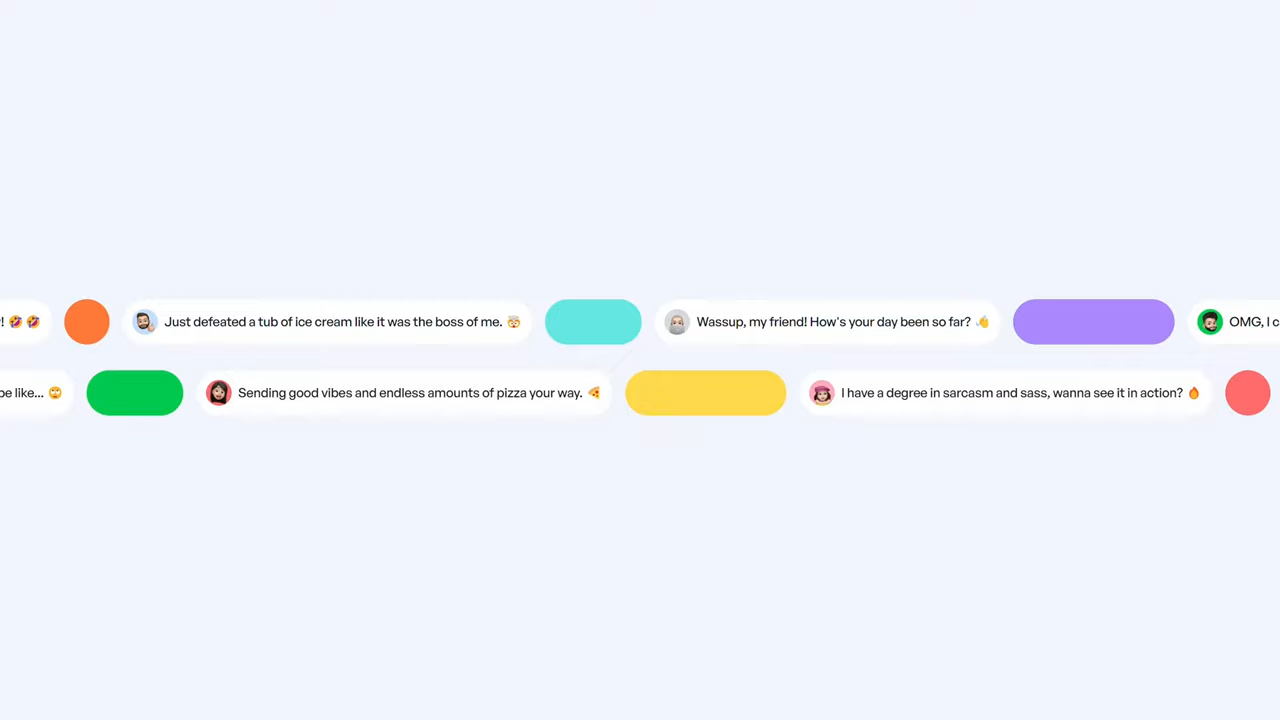 ! 🤣 🤣 Just defeated a tub of ice cream like it was the boss of me. 🤯 Wassup, my friend! How's your day been so far? 👋 OMG, I c
be like... 🙄 Sending good vibes and endless amounts of pizza your way. 🍕 I have a degree in sarcasm and sass, wanna see it in action? 🔥